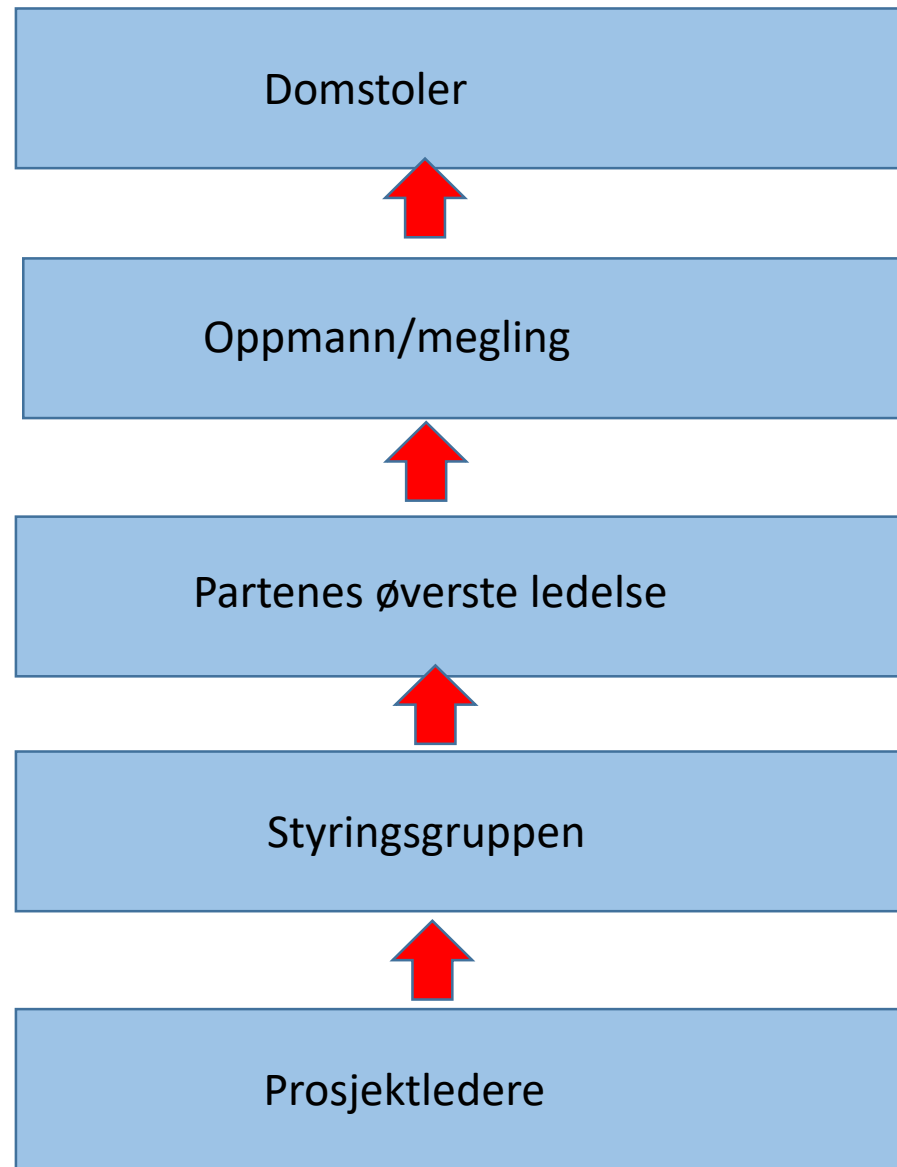 Domstoler
Oppmann/megling
Partenes øverste ledelse
Styringsgruppen
Prosjektledere